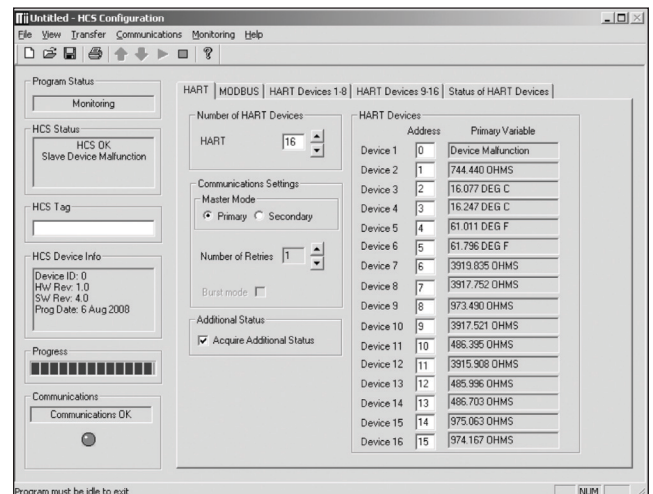 Untitled - HCS Configuration
File View Transfer Communications Monitoring Help
Program Status
Monitoring
HCS Status
HCS OK
Slave Device Malfunction
HCS Tag
HCS Device Info
Device ID: 0
HW Rev: 1.0
SW Rev: 4.0
Prog Date: 6 Aug 2008
Progress
Communications
Communications OK
HART MODBUS HART Devices 1-8 HART Devices 9-16 Status of HART Devices
Number of HART Devices
HART 16
Communications Settings
Master Mode
Primary Secondary
Number of Retries 1
Burst mode
Additional Status
Acquire Additional Status
HART Devices
Address Primary Variable
Device 1 0 Device Malfunction
Device 2 1 744.440 OHMS
Device 3 2 16.077 DEG C
Device 4 3 16.247 DEG C
Device 5 4 61.011 DEG F
Device 6 5 61.796 DEG F
Device 7 6 3919.835 OHMS
Device 8 7 3917.752 OHMS
Device 9 8 973.490 OHMS
Device 10 9 3917.521 OHMS
Device 11 10 486.395 OHMS
Device 12 11 3915.908 OHMS
Device 13 12 485.996 OHMS
Device 14 13 486.703 OHMS
Device 15 14 975.063 OHMS
Device 16 15 974.167 OHMS
Program must be idle to exit
NUM